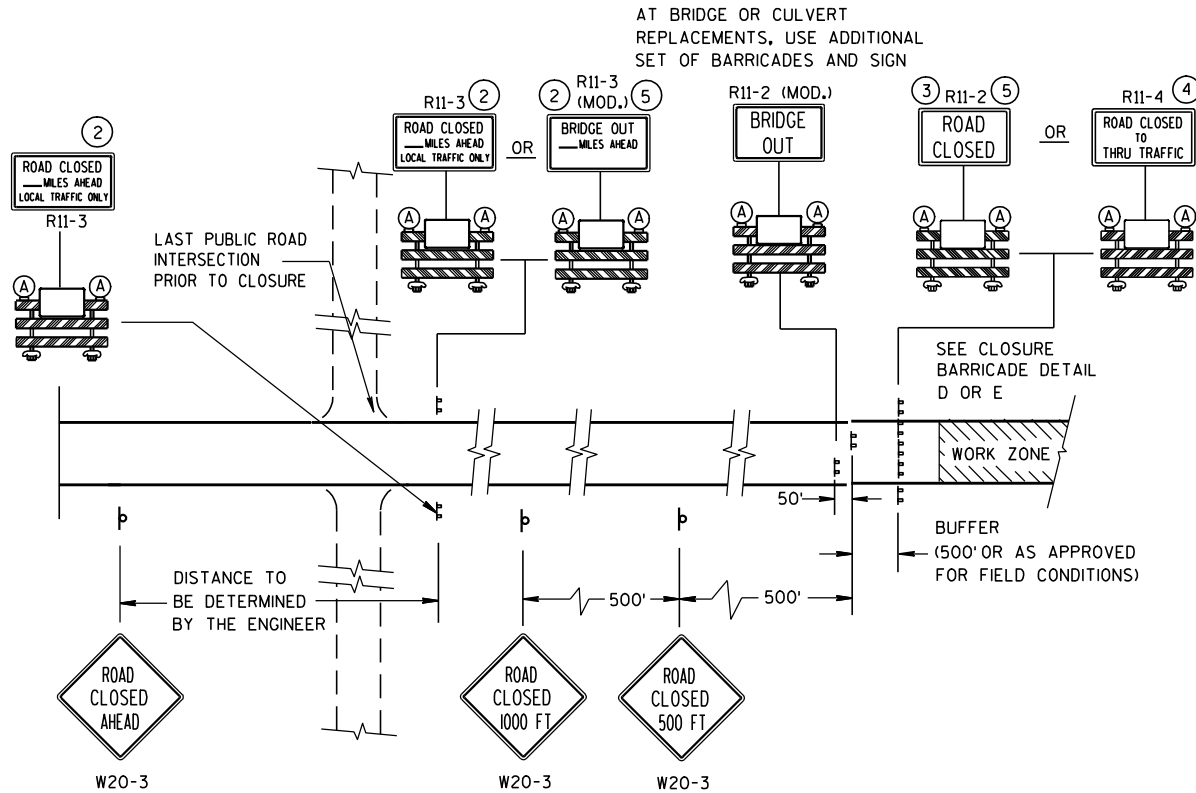 AT BRIDGE OR CULVERT
REPLACEMENTS, USE ADDITIONAL
SET OF BARRICADES AND SIGN
2
ROAD CLOSED
MILES AHEAD
LOCAL TRAFFIC ONLY
R11-3
A A
R11-3 2
ROAD CLOSED
MILES AHEAD
LOCAL TRAFFIC ONLY
A A
OR
2 R11-3
(MOD.) 5
BRIDGE OUT
MILES AHEAD
A A
R11-2 (MOD.)
BRIDGE
OUT
A A
3 R11-2 5
ROAD
CLOSED
A A
OR
R11-4 4
ROAD CLOSED
TO
THRU TRAFFIC
A A
LAST PUBLIC ROAD
INTERSECTION
PRIOR TO CLOSURE
SEE CLOSURE
BARRICADE DETAIL
D OR E
WORK ZONE
50'
BUFFER
(500' OR AS APPROVED
FOR FIELD CONDITIONS)
DISTANCE TO
BE DETERMINED
BY THE ENGINEER
500'
500'
ROAD
CLOSED
AHEAD
W20-3
ROAD
CLOSED
1000 FT
W20-3
ROAD
CLOSED
500 FT
W20-3